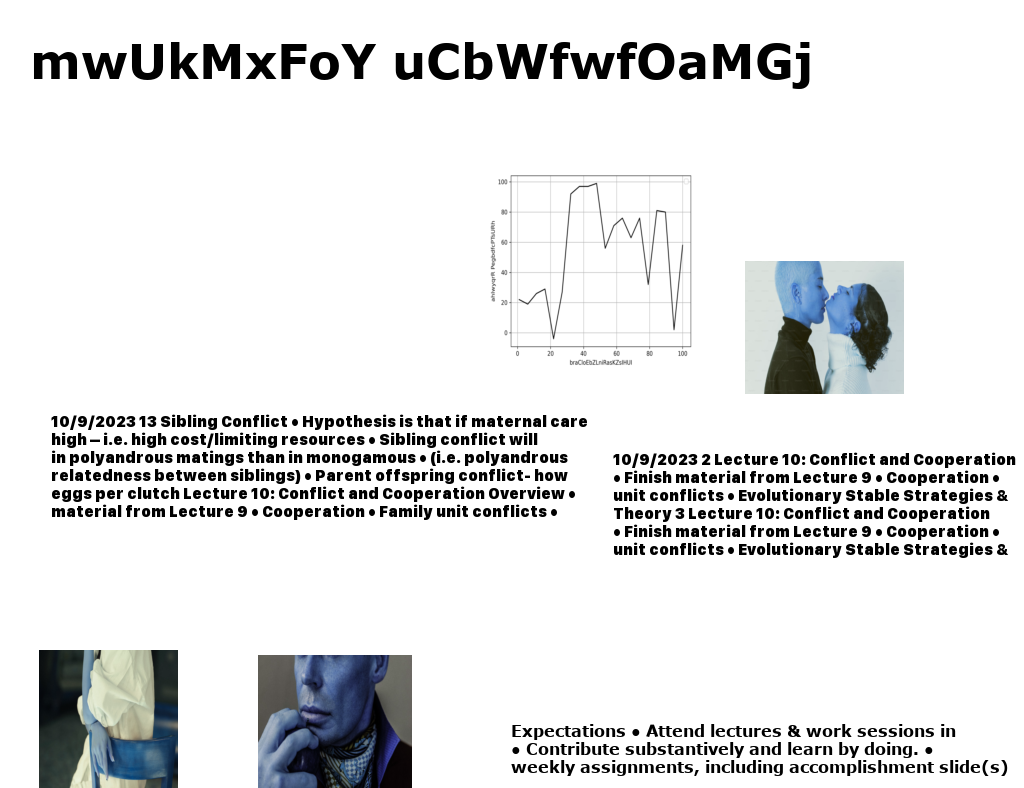 mwUkMxFoY uCbWfwfOaMGj
100
80
60
40
20
0
0 20 40 60 80 100
braCloEbZLniRasKZsIHUl
10/9/2023 13 Sibling Conflict • Hypothesis is that if maternal care
high – i.e. high cost/limiting resources • Sibling conflict will
in polyandrous matings than in monogamous • (i.e. polyandrous
relatedness between siblings) • Parent offspring conflict- how
eggs per clutch Lecture 10: Conflict and Cooperation Overview •
material from Lecture 9 • Cooperation • Family unit conflicts •
10/9/2023 2 Lecture 10: Conflict and Cooperation
• Finish material from Lecture 9 • Cooperation •
unit conflicts • Evolutionary Stable Strategies &
Theory 3 Lecture 10: Conflict and Cooperation
• Finish material from Lecture 9 • Cooperation •
unit conflicts • Evolutionary Stable Strategies &
Expectations • Attend lectures & work sessions in
• Contribute substantively and learn by doing. •
weekly assignments, including accomplishment slide(s)